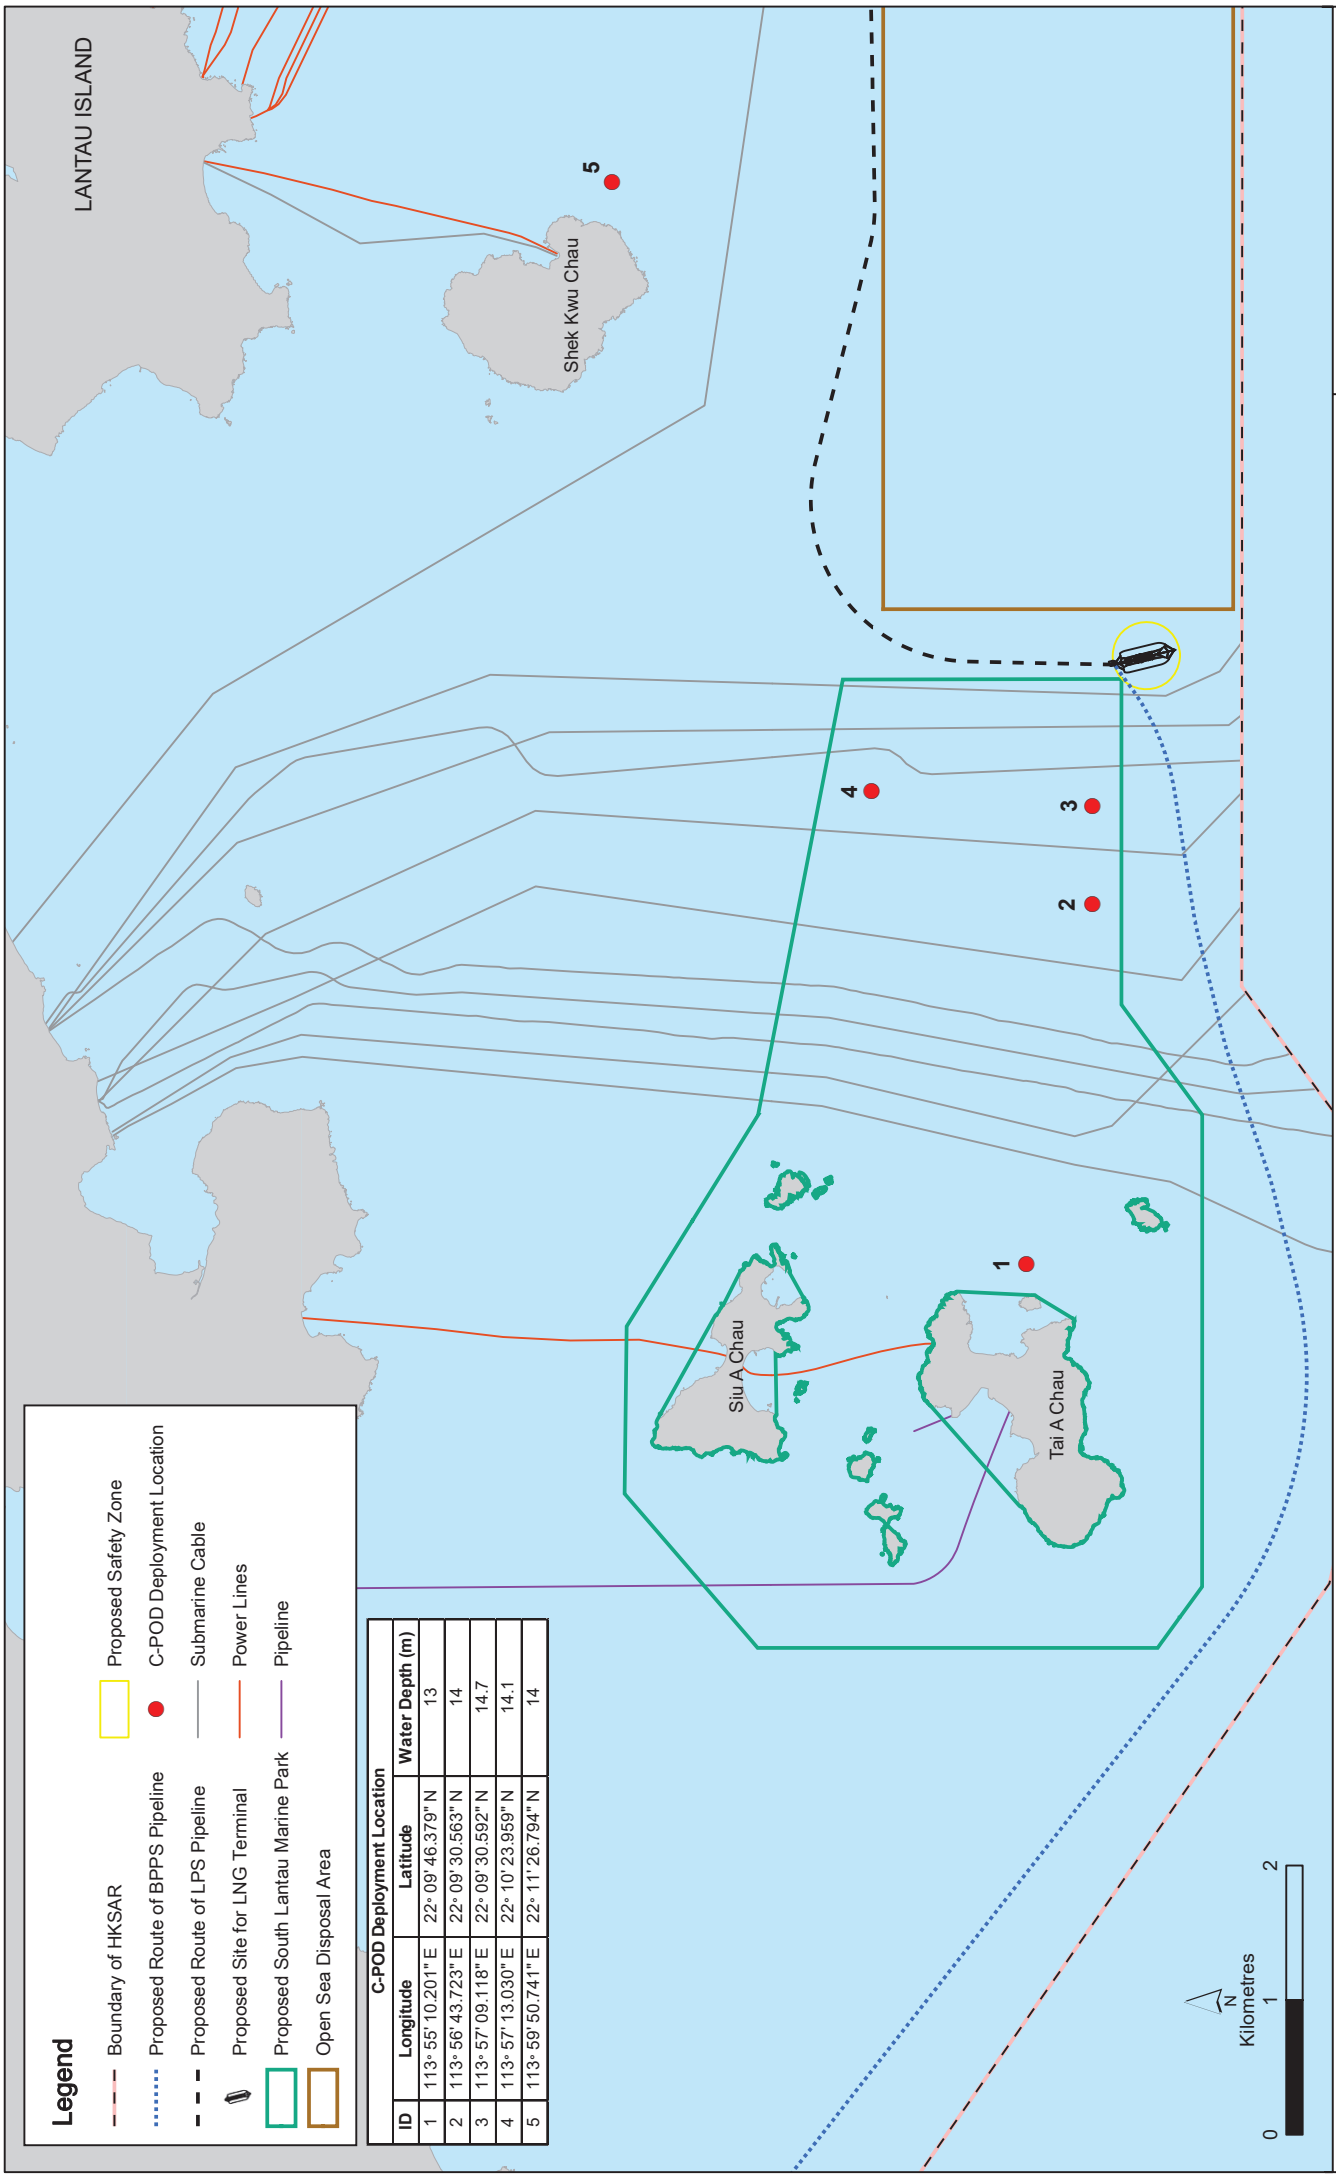 Legend
Boundary of HKSAR
Proposed Route of BPPS Pipeline
Proposed Route of LPS Pipeline
Proposed Site for LNG Terminal
Proposed South Lantau Marine Park
Open Sea Disposal Area
Proposed Safety Zone
C-POD Deployment Location
Submarine Cable
Power Lines
Pipeline
C-POD Deployment Location
ID Longitude Latitude Water Depth (m)
1 113° 55' 10.201" E 22° 09' 46.379" N 13
2 113° 56' 43.723" E 22° 09' 30.563" N 14
3 113° 57' 09.118" E 22° 09' 30.592" N 14.7
4 113° 57' 13.030" E 22° 10' 23.959" N 14.1
5 113° 59' 50.741" E 22° 11' 26.794" N 14
LANTAU ISLAND
Shek Kwu Chau
5
Siu A Chau
4
Tai A Chau
1
2
3
N
Kilometres
0 1 2